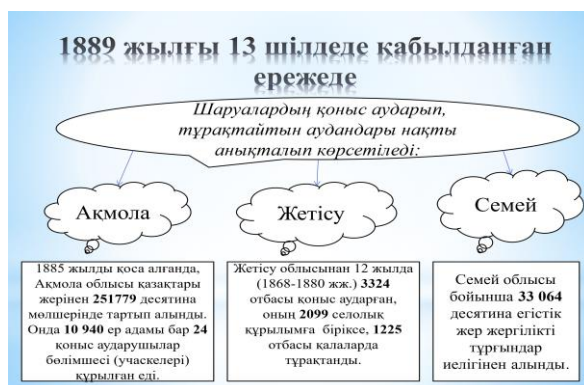 1889 жылғы 13 шілдеде қабылданған
ережеде
Шаруалардың қоныс аударып,
тұрақтайтын аудандары нақты
анықталып көрсетіледі:
Ақмола
Жетісу
Семей
1885 жылды қоса алғанда,
Ақмола облысы қазақтары
жерінен 251779 десятина
мөлшерінде тартып алынды.
Онда 10 940 ер адамы бар 24
қоныс аударушылар
бөлімшесі (учаскелері)
құрылған еді.
Жетісу облысынан 12 жылда
(1868-1880 жж.) 3324
отбасы қоныс аударған,
оның 2099 селолық
құрылымға біріксе, 1225
отбасы қалаларда
тұрақтанды.
Семей облысы
бойынша 33 064
десятина егістік
жер жергілікті
тұрғындар
иелігінен алынды.